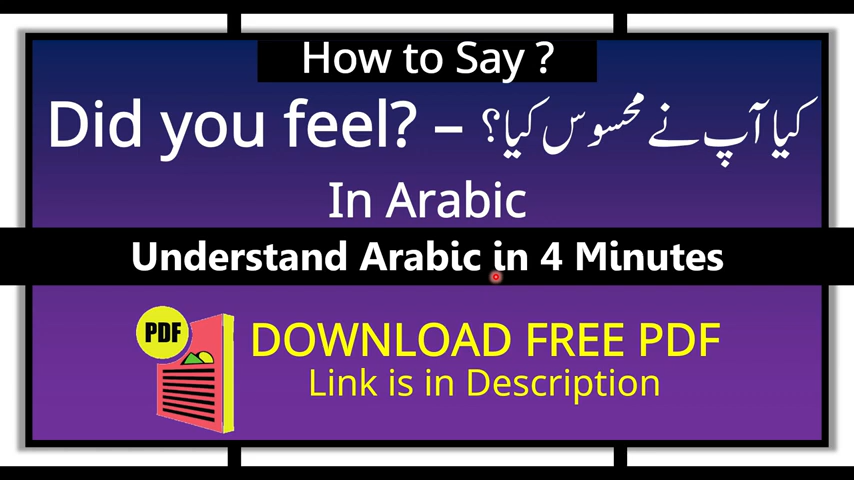 How to Say ?
Did you feel? – کیا آپ نے محسوس کیا؟
In Arabic
Understand Arabic in 4 Minutes
PDF
DOWNLOAD FREE PDF
Link is in Description